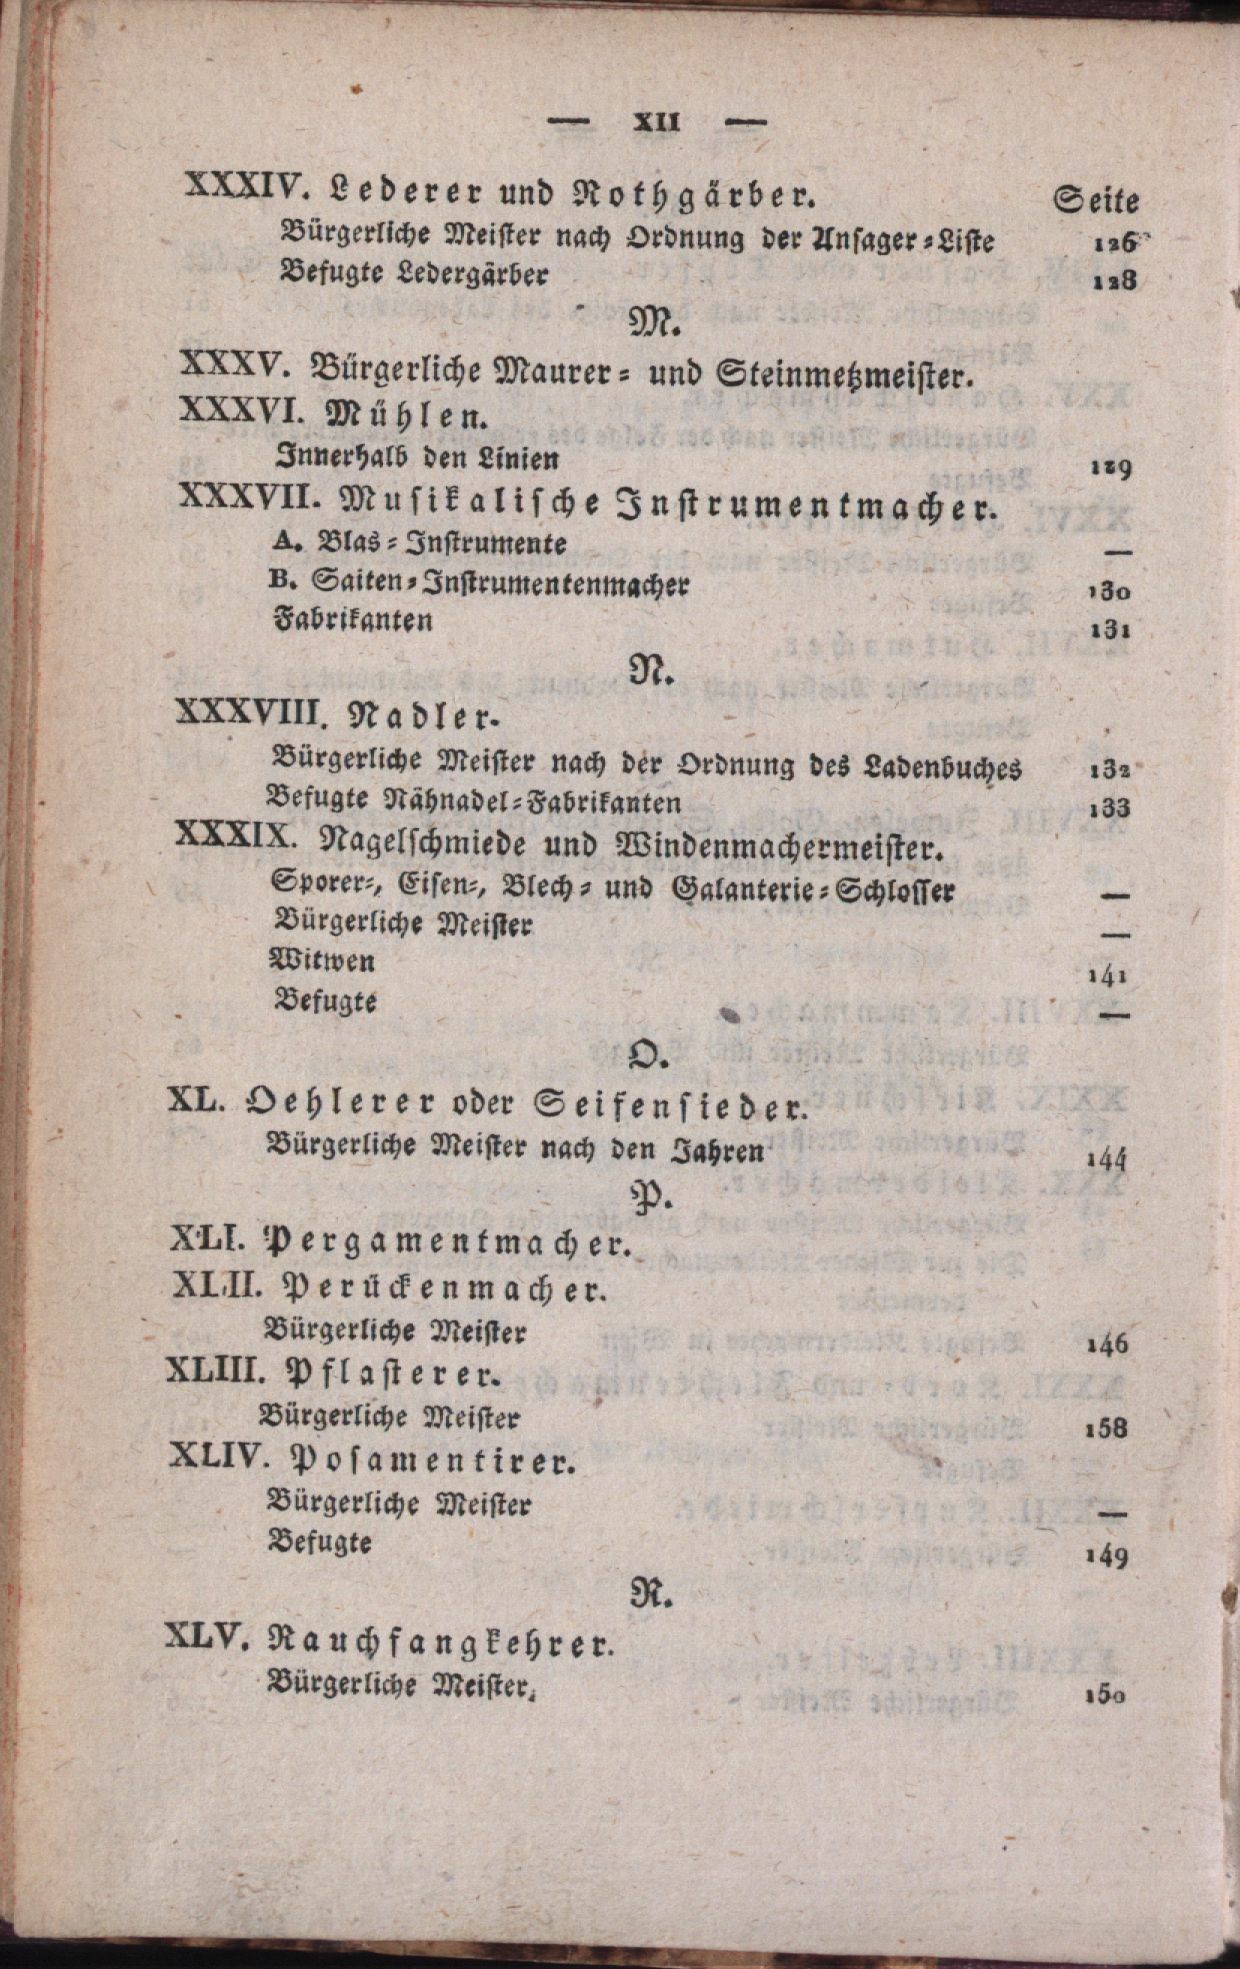 — XII —
XXXIV. Lederer und Rothgärber. Seite
Bürgerliche Meister nach Ordnung der Ansager-Liste 126
Befugte Ledergärber 128
M.
XXXV. Bürgerliche Maurer- und Steinmetzmeister.
XXXVI. Mühlen.
Innerhalb den Linien 129
XXXVII. Musikalische Instrumentmacher.
A. Blas-Instrumente —
B. Saiten-Instrumentenmacher 130
Fabrikanten 131
N.
XXXVIII. Nadler.
Bürgerliche Meister nach der Ordnung des Ladenbuches 132
Befugte Nähnadel-Fabrikanten 133
XXXIX. Nagelschmiede und Windenmachermeister.
Sporer-, Eisen-, Blech- und Galanterie-Schlosser —
Bürgerliche Meister —
Witwen 141
Befugte —
O.
XL. Oehlerer oder Seifensieder.
Bürgerliche Meister nach den Jahren 144
P.
XLI. Pergamentmacher.
XLII. Perückenmacher.
Bürgerliche Meister 146
XLIII. Pflasterer.
Bürgerliche Meister 158
XLIV. Posamentirer.
Bürgerliche Meister —
Befugte 149
R.
XLV. Rauchfangkehrer.
Bürgerliche Meister. 150